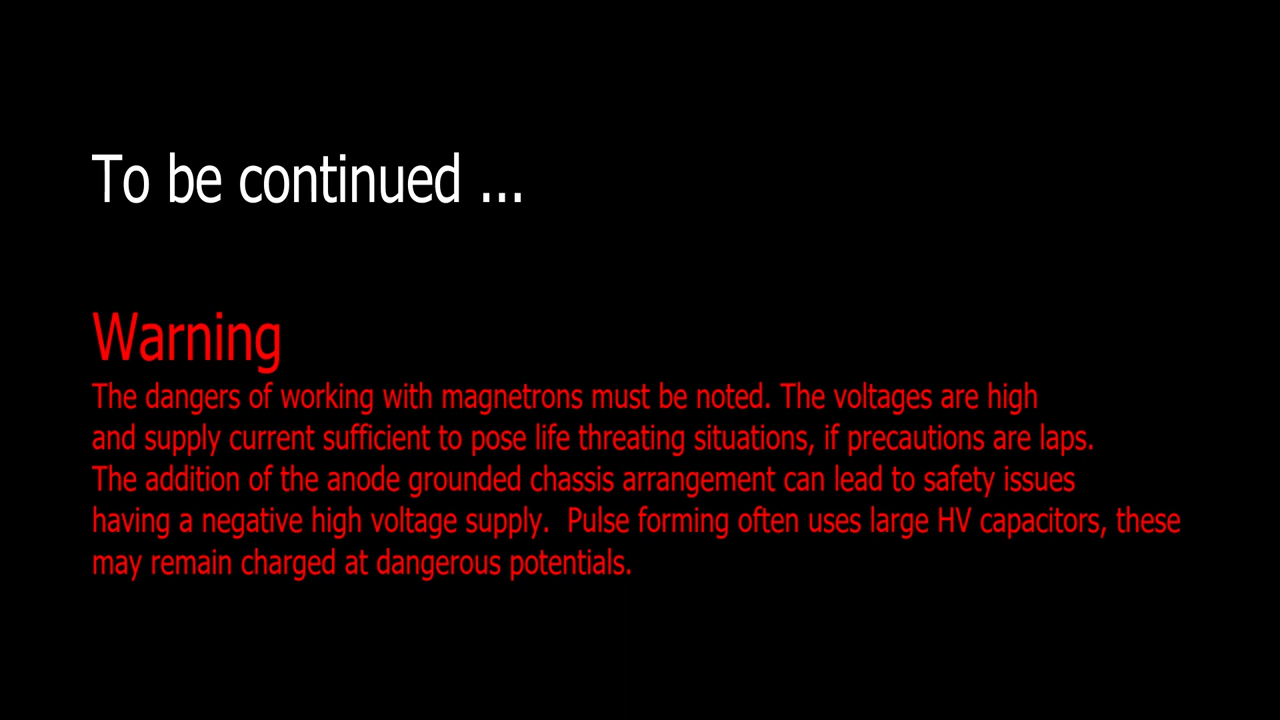 To be continued ...
Warning
The dangers of working with magnetrons must be noted. The voltages are high
and supply current sufficient to pose life threating situations, if precautions are laps.
The addition of the anode grounded chassis arrangement can lead to safety issues
having a negative high voltage supply.  Pulse forming often uses large HV capacitors, these
may remain charged at dangerous potentials.